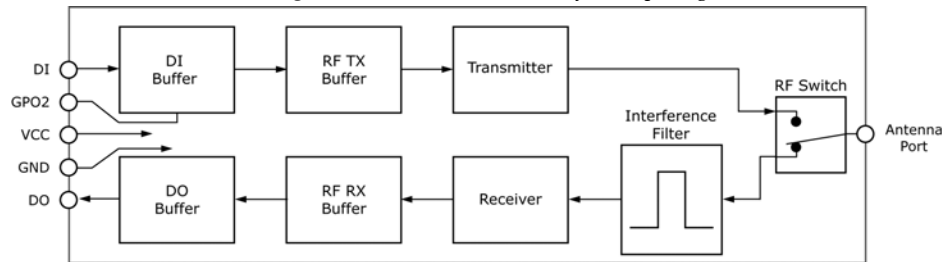 DI
GPO2
VCC
GND
DO
DI
Buffer
RF TX
Buffer
Transmitter
RF Switch
Interference
Filter
Antenna
Port
DO
Buffer
RF RX
Buffer
Receiver